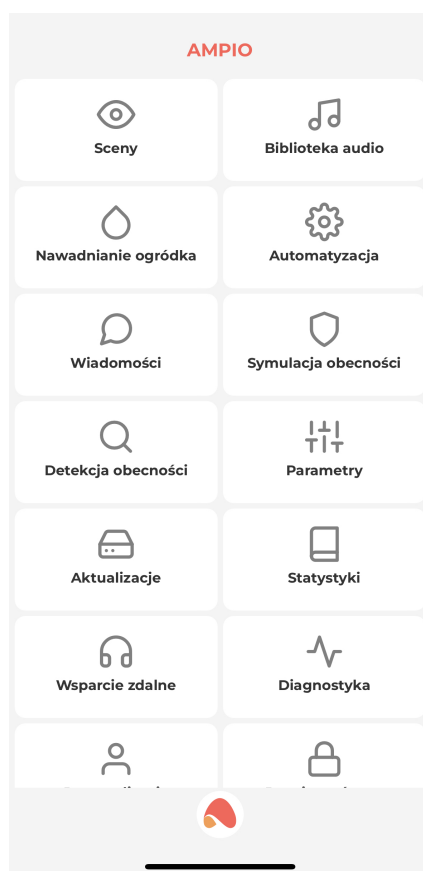 AMPIO
Sceny
Biblioteka audio
Nawadnianie ogródka
Automatyzacja
Wiadomości
Symulacja obecności
Detekcja obecności
Parametry
Aktualizacje
Statystyki
Wsparcie zdalne
Diagnostyka